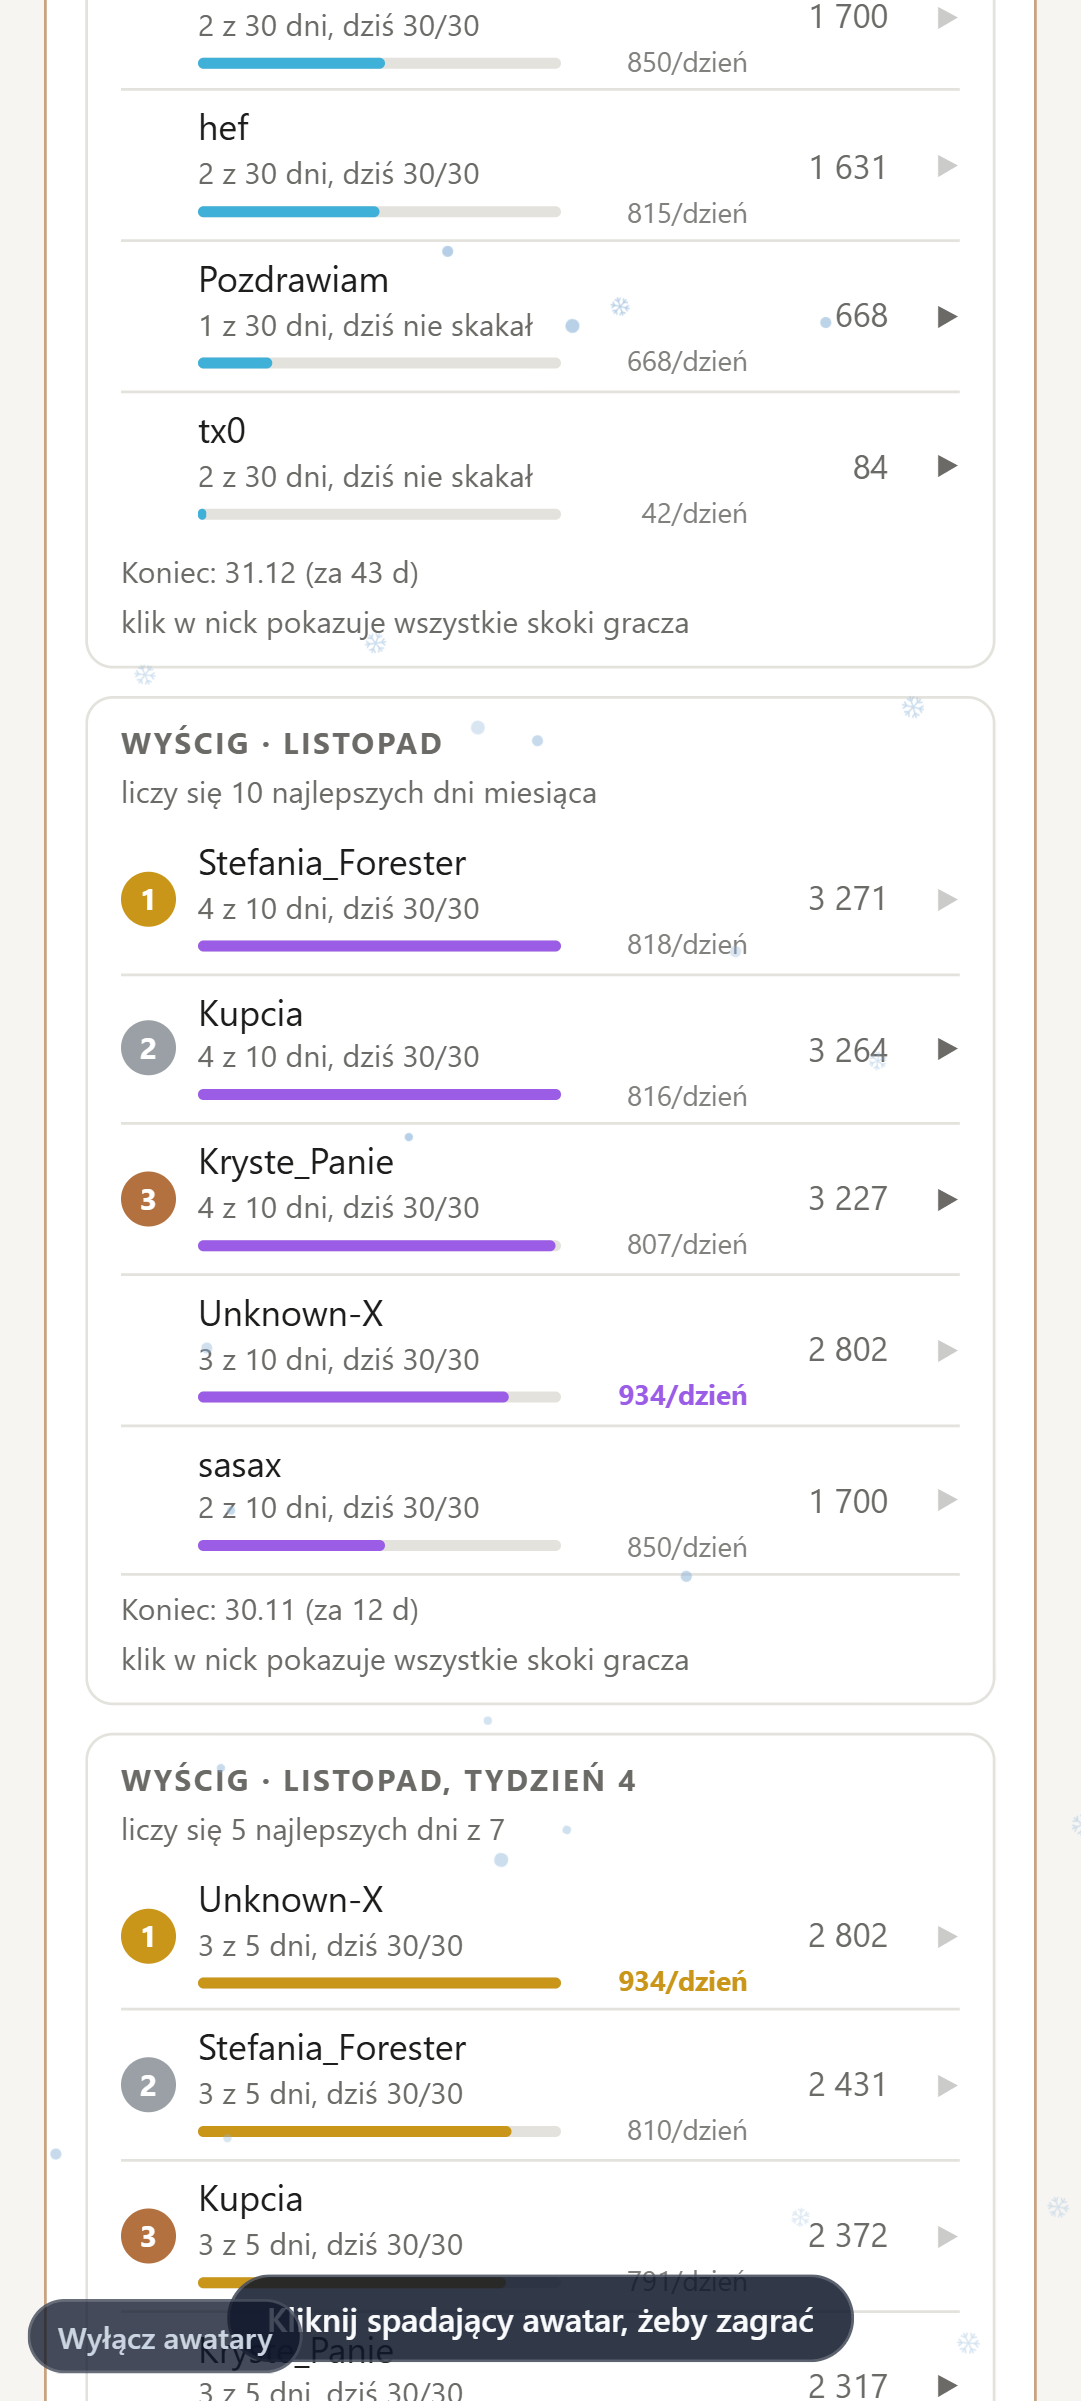 2 z 30 dni, dziś 30/30
1 700
850/dzień
hef
2 z 30 dni, dziś 30/30
1 631
815/dzień
Pozdrawiam
1 z 30 dni, dziś nie skakał
668
668/dzień
tx0
2 z 30 dni, dziś nie skakał
84
42/dzień
Koniec: 31.12 (za 43 d)
klik w nick pokazuje wszystkie skoki gracza
WYŚCIG · LISTOPAD
liczy się 10 najlepszych dni miesiąca
1
Stefania_Forester
4 z 10 dni, dziś 30/30
3 271
818/dzień
2
Kupcia
4 z 10 dni, dziś 30/30
3 264
816/dzień
3
Kryste_Panie
4 z 10 dni, dziś 30/30
3 227
807/dzień
Unknown-X
3 z 10 dni, dziś 30/30
2 802
934/dzień
sasax
2 z 10 dni, dziś 30/30
1 700
850/dzień
Koniec: 30.11 (za 12 d)
klik w nick pokazuje wszystkie skoki gracza
WYŚCIG · LISTOPAD, TYDZIEŃ 4
liczy się 5 najlepszych dni z 7
1
Unknown-X
3 z 5 dni, dziś 30/30
2 802
934/dzień
2
Stefania_Forester
3 z 5 dni, dziś 30/30
2 431
810/dzień
3
Kupcia
3 z 5 dni, dziś 30/30
2 372
791/dzień
Kliknij spadający awatar, żeby zagrać
Wyłącz awatary
Kryste_Panie
3 z 5 dni, dziś 30/30
2 317